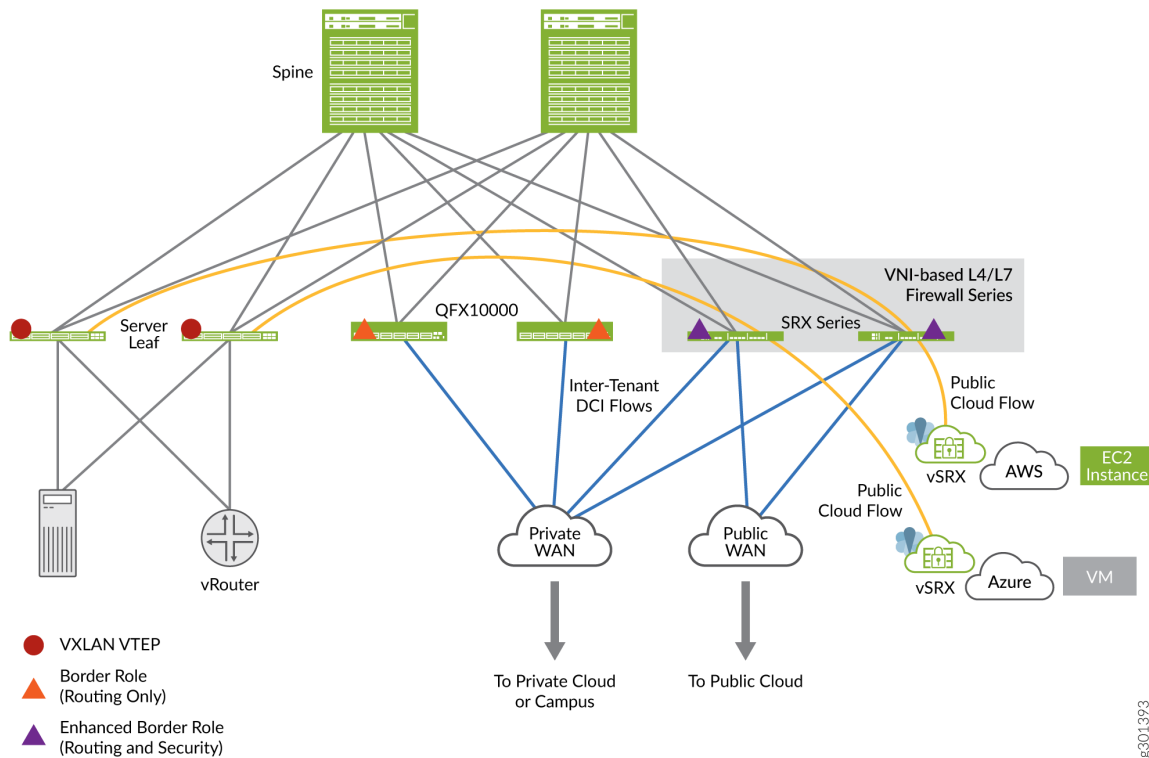 Spine
VNI-based L4/L7
Firewall Series
QFX10000
SRX Series
Server
Leaf
Inter-Tenant
DCI Flows
Public
Cloud Flow
vSRX
AWS
EC2
Instance
Public
Cloud Flow
Private
WAN
Public
WAN
vSRX
Azure
VM
vRouter
VXLAN VTEP
Border Role
(Routing Only)
Enhanced Border Role
(Routing and Security)
To Private Cloud
or Campus
To Public Cloud
g301393